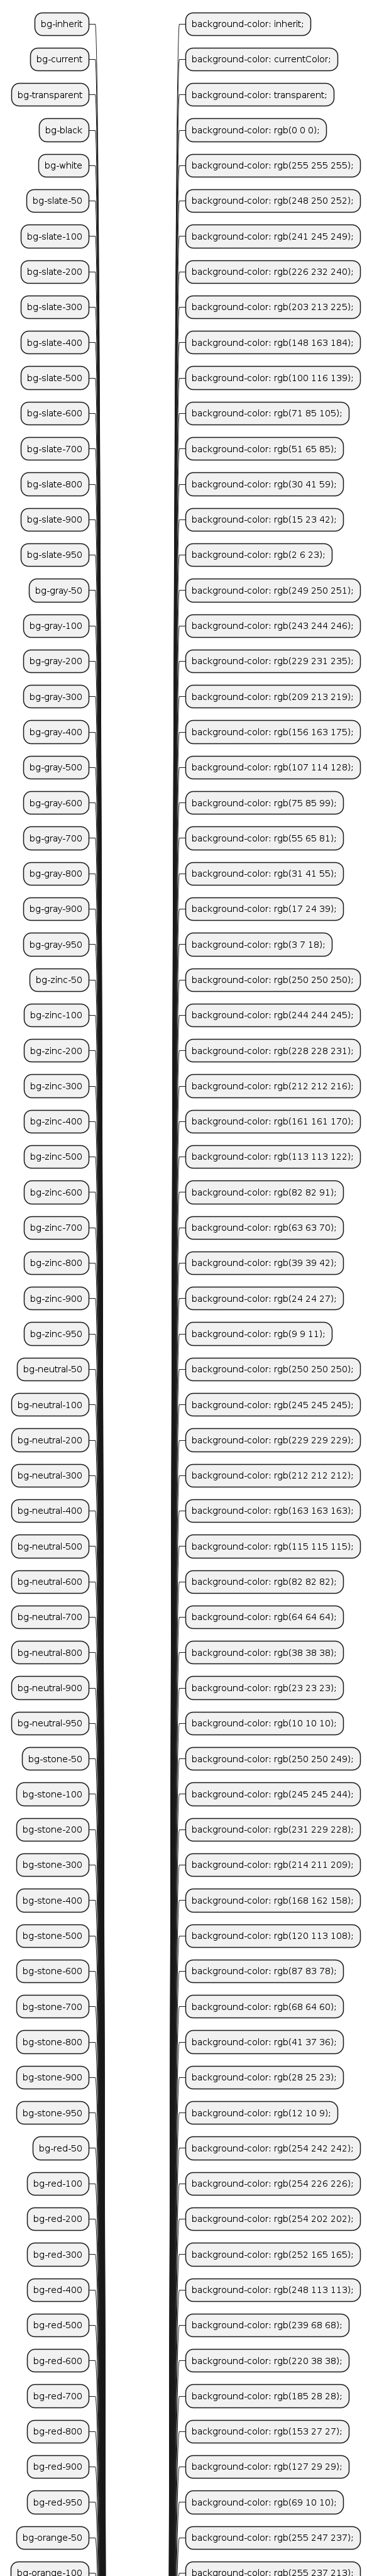 bg-inherit background-color: inherit;
bg-current background-color: currentColor;
bg-transparent background-color: transparent;
bg-black background-color: rgb(0 0 0);
bg-white background-color: rgb(255 255 255);
bg-slate-50 background-color: rgb(248 250 252);
bg-slate-100 background-color: rgb(241 245 249);
bg-slate-200 background-color: rgb(226 232 240);
bg-slate-300 background-color: rgb(203 213 225);
bg-slate-400 background-color: rgb(148 163 184);
bg-slate-500 background-color: rgb(100 116 139);
bg-slate-600 background-color: rgb(71 85 105);
bg-slate-700 background-color: rgb(51 65 85);
bg-slate-800 background-color: rgb(30 41 59);
bg-slate-900 background-color: rgb(15 23 42);
bg-slate-950 background-color: rgb(2 6 23);
bg-gray-50 background-color: rgb(249 250 251);
bg-gray-100 background-color: rgb(243 244 246);
bg-gray-200 background-color: rgb(229 231 235);
bg-gray-300 background-color: rgb(209 213 219);
bg-gray-400 background-color: rgb(156 163 175);
bg-gray-500 background-color: rgb(107 114 128);
bg-gray-600 background-color: rgb(75 85 99);
bg-gray-700 background-color: rgb(55 65 81);
bg-gray-800 background-color: rgb(31 41 55);
bg-gray-900 background-color: rgb(17 24 39);
bg-gray-950 background-color: rgb(3 7 18);
bg-zinc-50 background-color: rgb(250 250 250);
bg-zinc-100 background-color: rgb(244 244 245);
bg-zinc-200 background-color: rgb(228 228 231);
bg-zinc-300 background-color: rgb(212 212 216);
bg-zinc-400 background-color: rgb(161 161 170);
bg-zinc-500 background-color: rgb(113 113 122);
bg-zinc-600 background-color: rgb(82 82 91);
bg-zinc-700 background-color: rgb(63 63 70);
bg-zinc-800 background-color: rgb(39 39 42);
bg-zinc-900 background-color: rgb(24 24 27);
bg-zinc-950 background-color: rgb(9 9 11);
bg-neutral-50 background-color: rgb(250 250 250);
bg-neutral-100 background-color: rgb(245 245 245);
bg-neutral-200 background-color: rgb(229 229 229);
bg-neutral-300 background-color: rgb(212 212 212);
bg-neutral-400 background-color: rgb(163 163 163);
bg-neutral-500 background-color: rgb(115 115 115);
bg-neutral-600 background-color: rgb(82 82 82);
bg-neutral-700 background-color: rgb(64 64 64);
bg-neutral-800 background-color: rgb(38 38 38);
bg-neutral-900 background-color: rgb(23 23 23);
bg-neutral-950 background-color: rgb(10 10 10);
bg-stone-50 background-color: rgb(250 250 249);
bg-stone-100 background-color: rgb(245 245 244);
bg-stone-200 background-color: rgb(231 229 228);
bg-stone-300 background-color: rgb(214 211 209);
bg-stone-400 background-color: rgb(168 162 158);
bg-stone-500 background-color: rgb(120 113 108);
bg-stone-600 background-color: rgb(87 83 78);
bg-stone-700 background-color: rgb(68 64 60);
bg-stone-800 background-color: rgb(41 37 36);
bg-stone-900 background-color: rgb(28 25 23);
bg-stone-950 background-color: rgb(12 10 9);
bg-red-50 background-color: rgb(254 242 242);
bg-red-100 background-color: rgb(254 226 226);
bg-red-200 background-color: rgb(254 202 202);
bg-red-300 background-color: rgb(252 165 165);
bg-red-400 background-color: rgb(248 113 113);
bg-red-500 background-color: rgb(239 68 68);
bg-red-600 background-color: rgb(220 38 38);
bg-red-700 background-color: rgb(185 28 28);
bg-red-800 background-color: rgb(153 27 27);
bg-red-900 background-color: rgb(127 29 29);
bg-red-950 background-color: rgb(69 10 10);
bg-orange-50 background-color: rgb(255 247 237);
bg-orange-100 background-color: rgb(255 237 213);